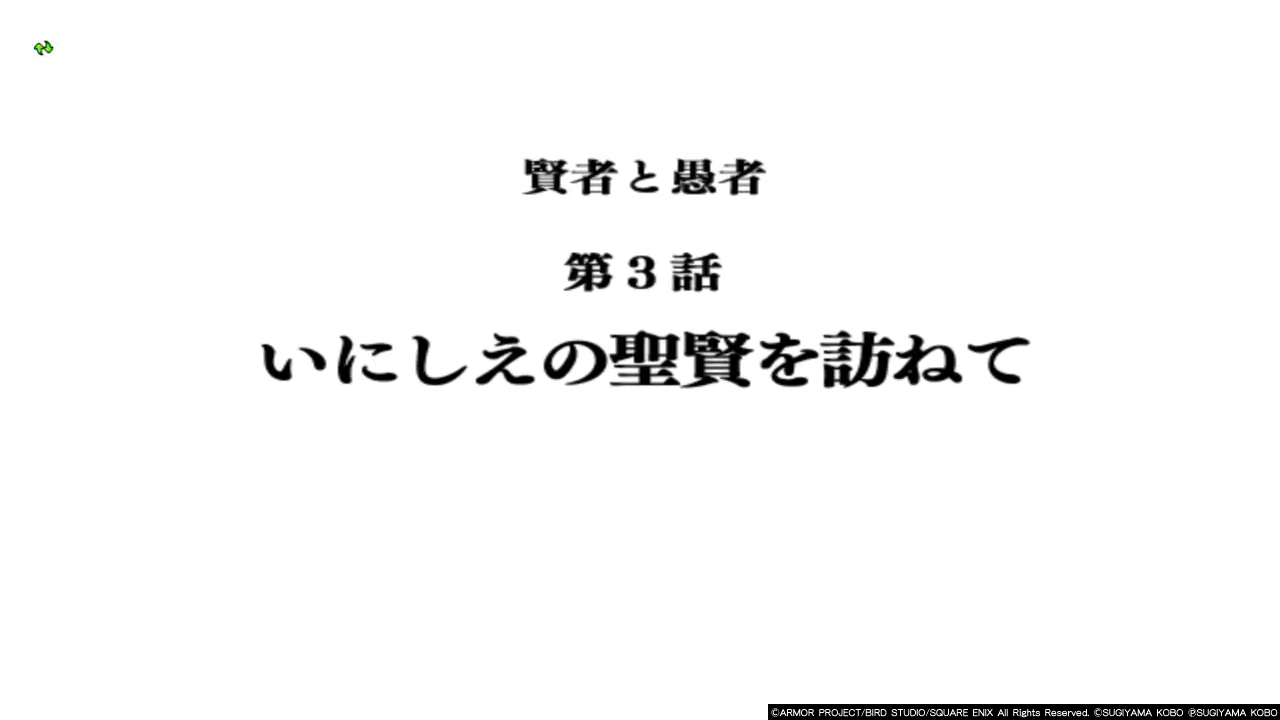 賢者と愚者
第3話
いにしえの聖賢を訪ねて
©ARMOR PROJECT/BIRD STUDIO/SQUARE ENIX All Rights Reserved. ©SUGIYAMA KOBO ℗SUGIYAMA KOBO